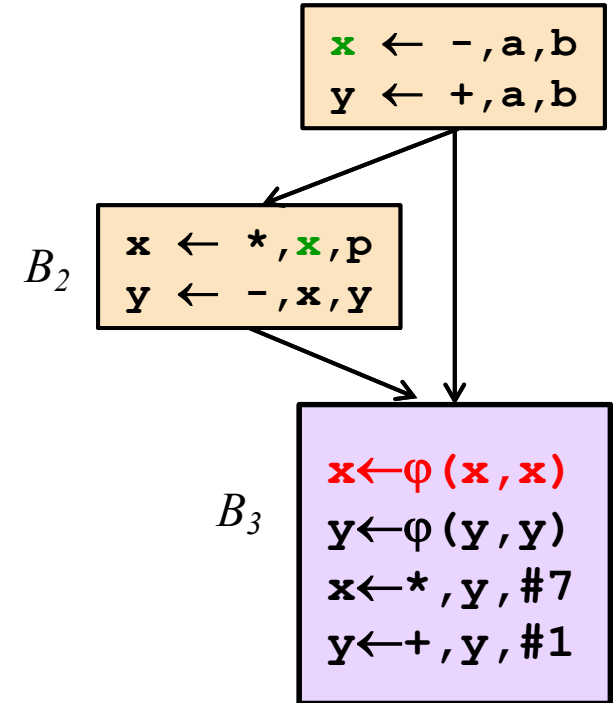 x ← -,a,b
y ← +,a,b
B₂
x ← *,x,p
y ← -,x,y
B₃
x←φ(x,x)
y←φ(y,y)
x←*,y,#7
y←+,y,#1